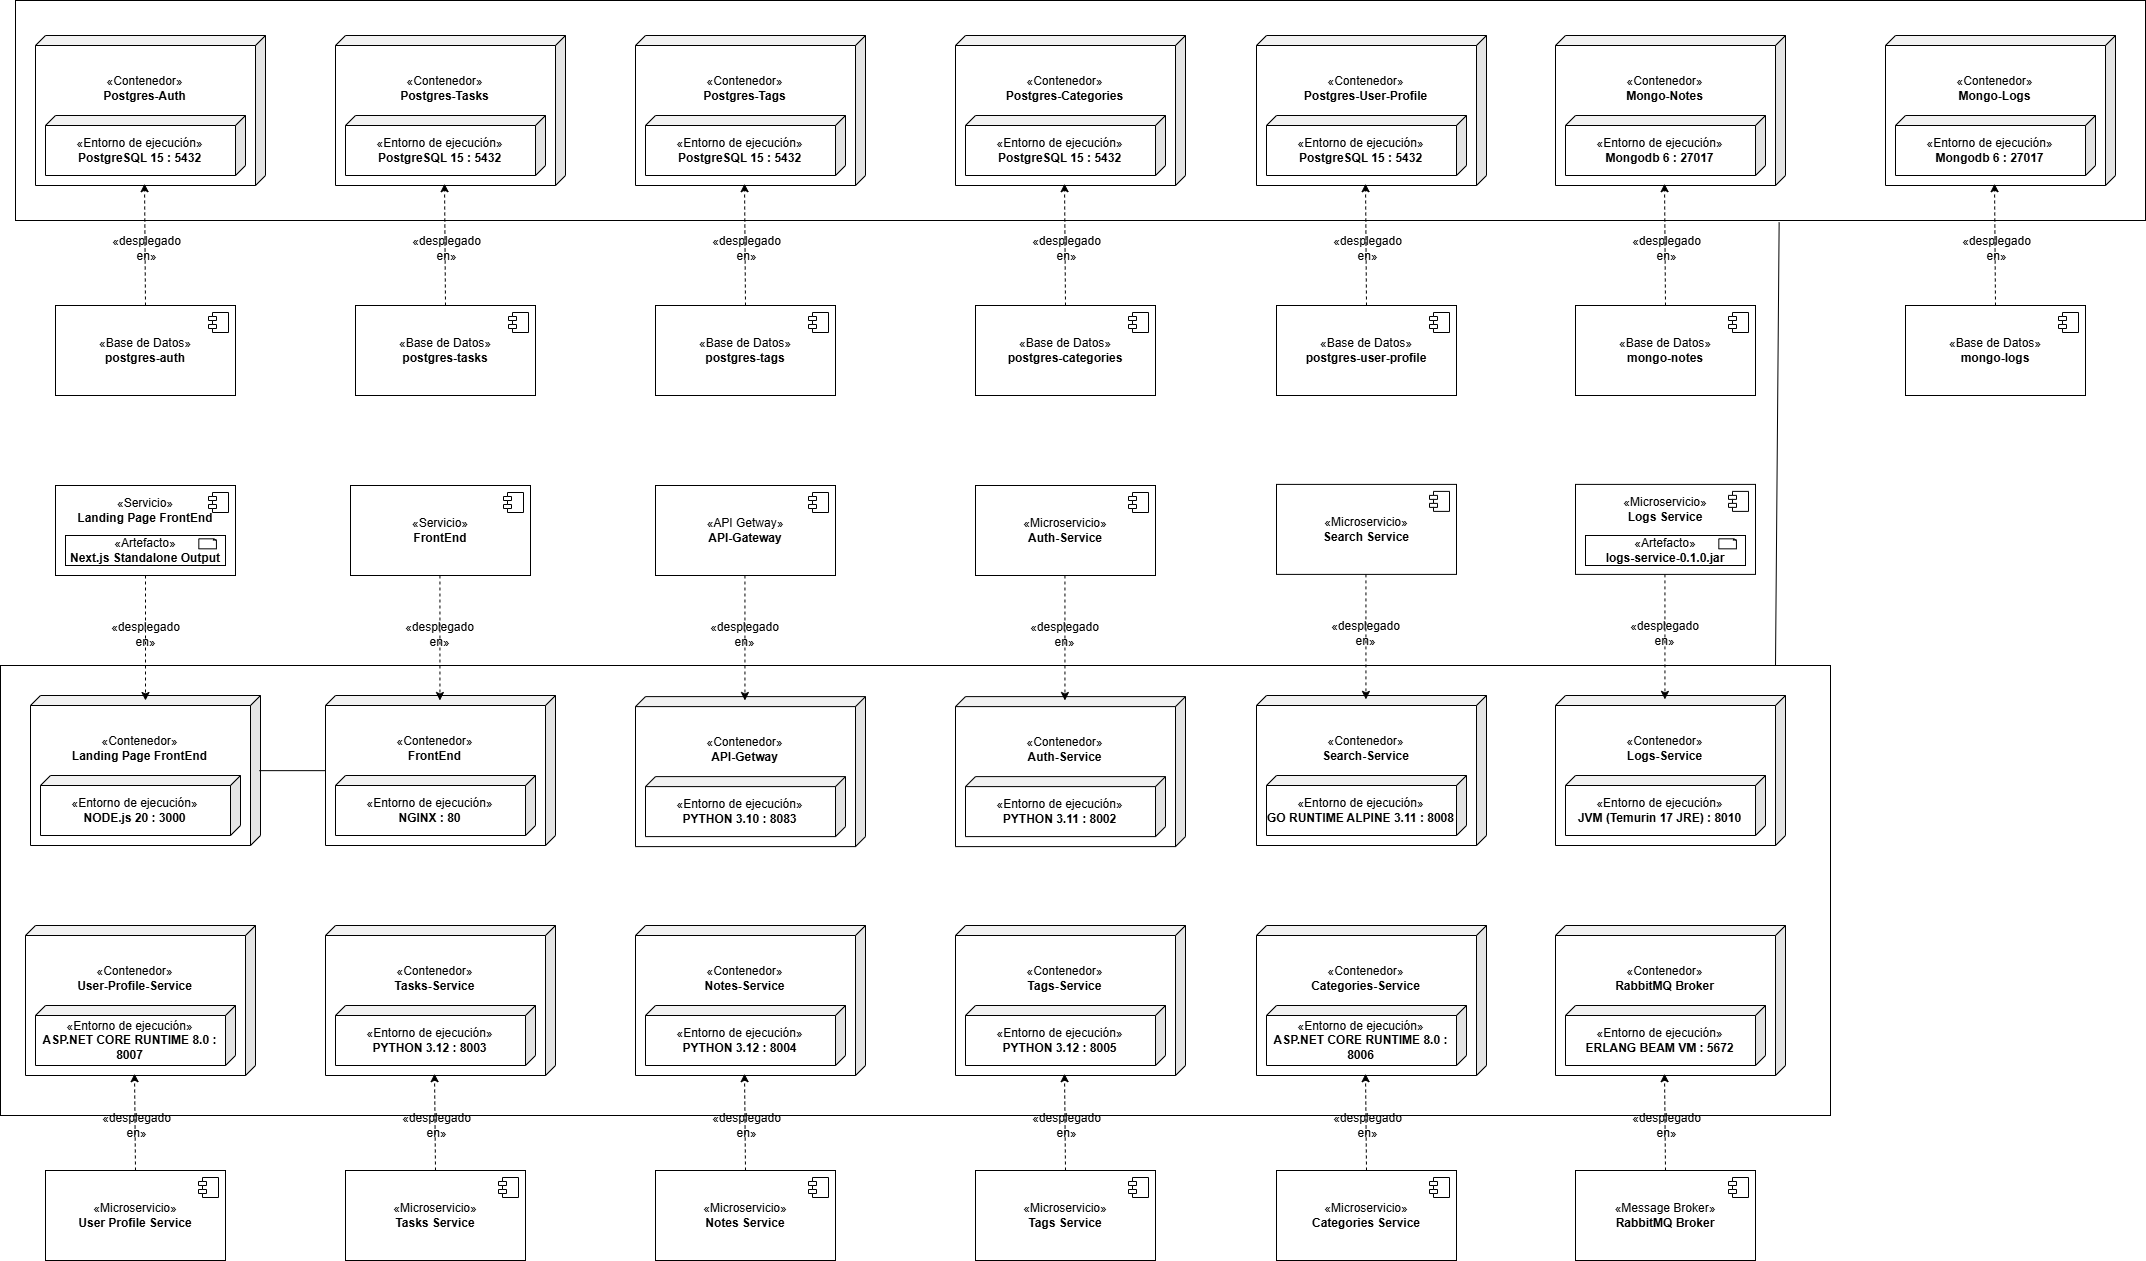 «Contenedor»
Postgres-Auth
«Entorno de ejecución»
PostgreSQL 15 : 5432
«Contenedor»
Postgres-Tasks
«Entorno de ejecución»
PostgreSQL 15 : 5432
«Contenedor»
Postgres-Tags
«Entorno de ejecución»
PostgreSQL 15 : 5432
«Contenedor»
Postgres-Categories
«Entorno de ejecución»
PostgreSQL 15 : 5432
«Contenedor»
Postgres-User-Profile
«Entorno de ejecución»
PostgreSQL 15 : 5432
«Contenedor»
Mongo-Notes
«Entorno de ejecución»
Mongodb 6 : 27017
«Contenedor»
Mongo-Logs
«Entorno de ejecución»
Mongodb 6 : 27017
«desplegado
en»
«desplegado
en»
«desplegado
en»
«desplegado
en»
«desplegado
en»
«desplegado
en»
«desplegado
en»
«Base de Datos»
postgres-auth
«Base de Datos»
postgres-tasks
«Base de Datos»
postgres-tags
«Base de Datos»
postgres-categories
«Base de Datos»
postgres-user-profile
«Base de Datos»
mongo-notes
«Base de Datos»
mongo-logs
«Servicio»
Landing Page FrontEnd
«Artefacto»
Next.js Standalone Output
«Servicio»
FrontEnd
«API Getway»
API-Gateway
«Microservicio»
Auth-Service
«Microservicio»
Search Service
«Microservicio»
Logs Service
«Artefacto»
logs-service-0.1.0.jar
«desplegado
en»
«desplegado
en»
«desplegado
en»
«desplegado
en»
«desplegado
en»
«desplegado
en»
«Contenedor»
Landing Page FrontEnd
«Entorno de ejecución»
NODE.js 20 : 3000
«Contenedor»
FrontEnd
«Entorno de ejecución»
NGINX : 80
«Contenedor»
API-Getway
«Entorno de ejecución»
PYTHON 3.10 : 8083
«Contenedor»
Auth-Service
«Entorno de ejecución»
PYTHON 3.11 : 8002
«Contenedor»
Search-Service
«Entorno de ejecución»
GO RUNTIME ALPINE 3.11 : 8008
«Contenedor»
Logs-Service
«Entorno de ejecución»
JVM (Temurin 17 JRE) : 8010
«Contenedor»
User-Profile-Service
«Entorno de ejecución»
ASP.NET CORE RUNTIME 8.0 :
8007
«Contenedor»
Tasks-Service
«Entorno de ejecución»
PYTHON 3.12 : 8003
«Contenedor»
Notes-Service
«Entorno de ejecución»
PYTHON 3.12 : 8004
«Contenedor»
Tags-Service
«Entorno de ejecución»
PYTHON 3.12 : 8005
«Contenedor»
Categories-Service
«Entorno de ejecución»
ASP.NET CORE RUNTIME 8.0 :
8006
«Contenedor»
RabbitMQ Broker
«Entorno de ejecución»
ERLANG BEAM VM : 5672
«desplegado
en»
«desplegado
en»
«desplegado
en»
«desplegado
en»
«desplegado
en»
«desplegado
en»
«Microservicio»
User Profile Service
«Microservicio»
Tasks Service
«Microservicio»
Notes Service
«Microservicio»
Tags Service
«Microservicio»
Categories Service
«Message Broker»
RabbitMQ Broker